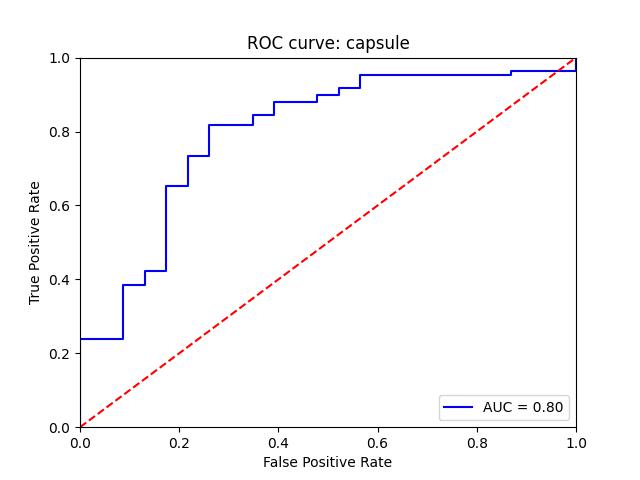 ROC curve: capsule
True Positive Rate
1.0
0.8
0.6
0.4
0.2
0.0
AUC = 0.80
0.0 0.2 0.4 0.6 0.8 1.0
False Positive Rate